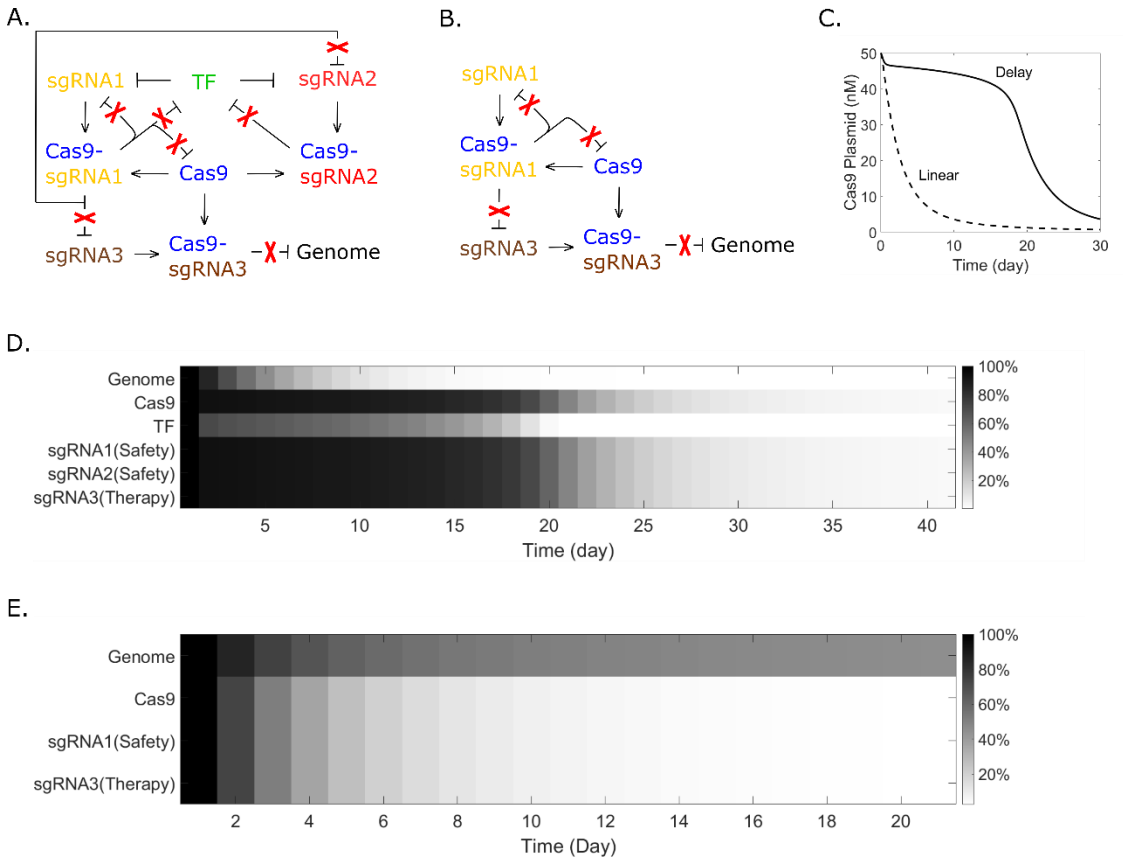 A.
sgRNA1
TF
sgRNA2
Cas9-
sgRNA1
Cas9
Cas9-
sgRNA2
sgRNA3
Cas9-
sgRNA3
Genome
B.
sgRNA1
Cas9-
sgRNA1
Cas9
sgRNA3
Cas9-
sgRNA3
Genome
C.
Cas9 Plasmid (nM)
50
40
30
20
10
0
Delay
Linear
0 10 20 30
Time (day)
D.
Genome
Cas9
TF
sgRNA1(Safety)
sgRNA2(Safety)
sgRNA3(Therapy)
5 10 15 20 25 30 35 40
Time (day)
100%
80%
60%
40%
20%
E.
Genome
Cas9
sgRNA1(Safety)
sgRNA3(Therapy)
2 4 6 8 10 12 14 16 18 20
Time (Day)
100%
80%
60%
40%
20%